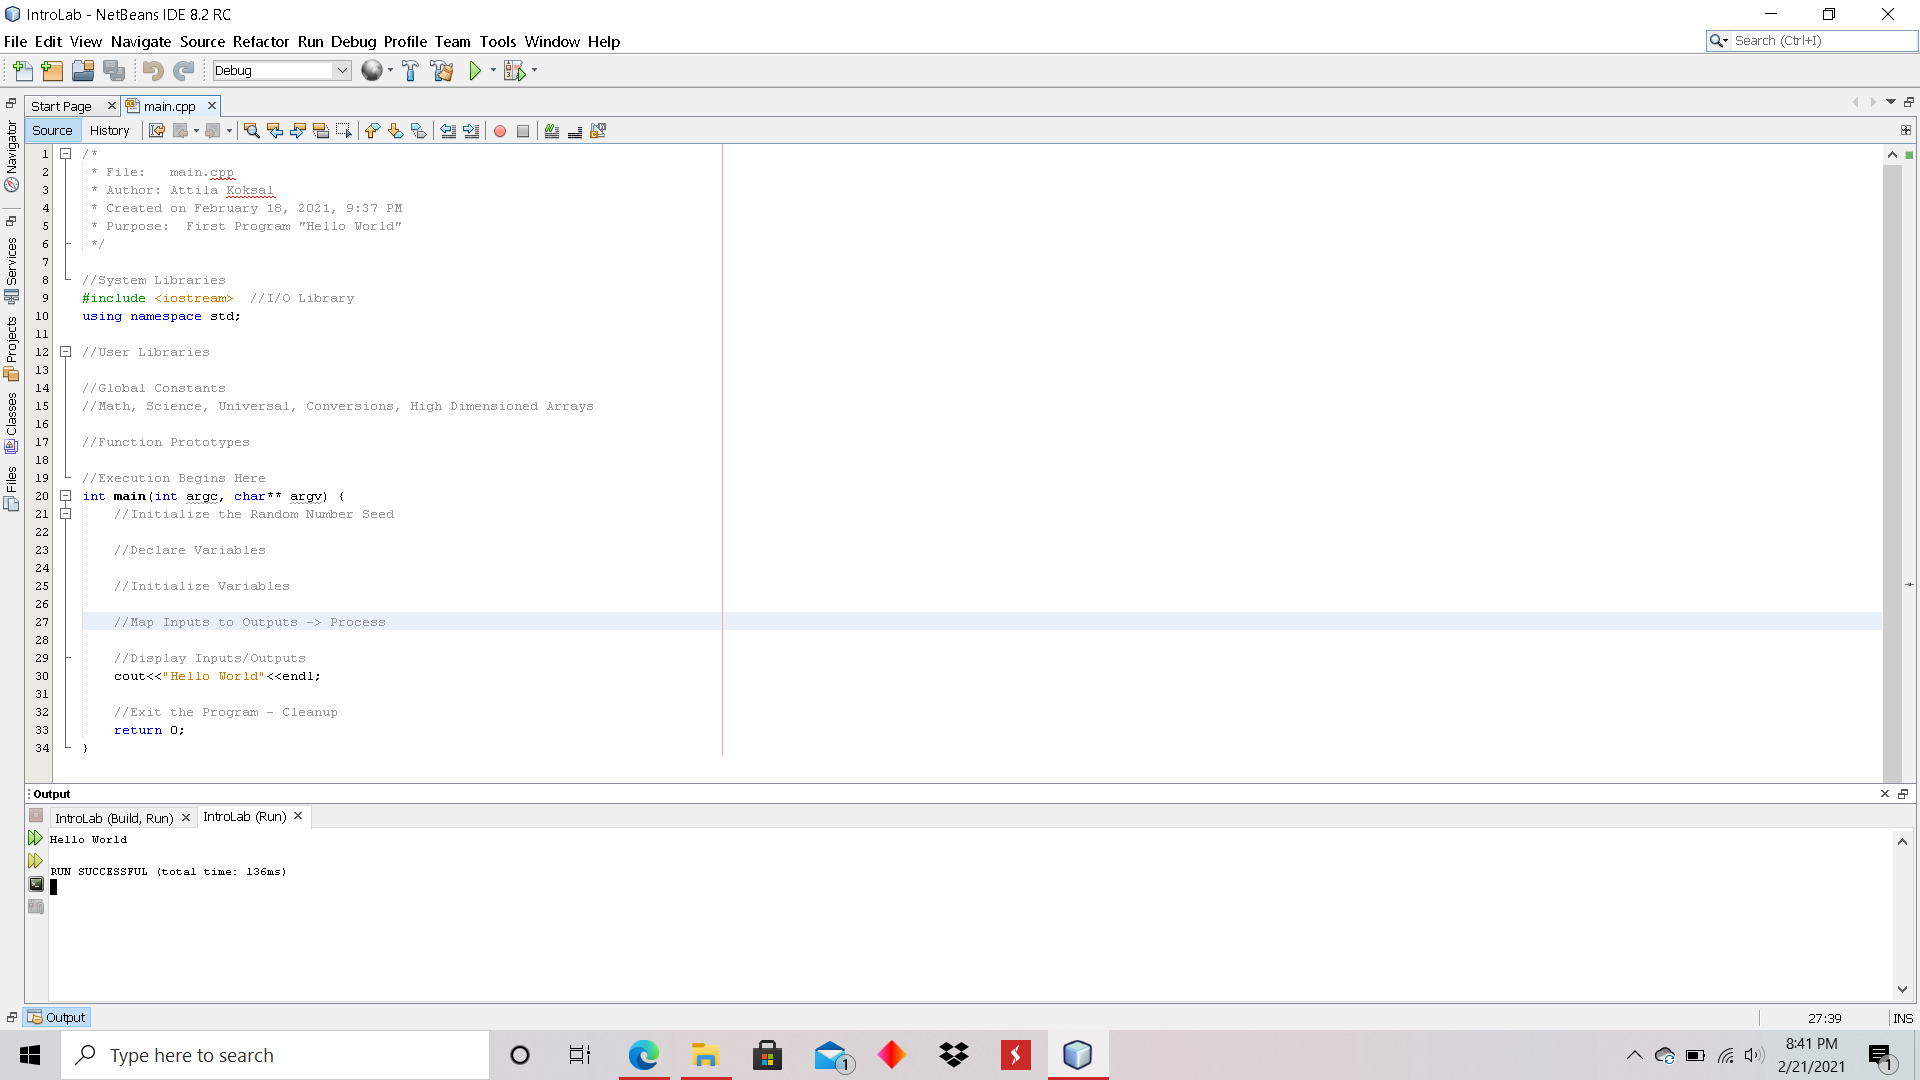 IntroLab - NetBeans IDE 8.2 RC
File Edit View Navigate Source Refactor Run Debug Profile Team Tools Window Help
Search (Ctrl+I)
Debug
Start Page
main.cpp
Source History
Navigator
Services
Projects
Classes
Files
1 /*
2 * File:   main.cpp
3 * Author: Attila Koksal
4 * Created on February 18, 2021, 9:37 PM
5 * Purpose:  First Program "Hello World"
6 */
7
8 //System Libraries
9 #include <iostream>  //I/O Library
10 using namespace std;
11
12 //User Libraries
13
14 //Global Constants
15 //Math, Science, Universal, Conversions, High Dimensioned Arrays
16
17 //Function Prototypes
18
19 //Execution Begins Here
20 int main(int argc, char** argv) {
21 //Initialize the Random Number Seed
22
23 //Declare Variables
24
25 //Initialize Variables
26
27 //Map Inputs to Outputs -> Process
28
29 //Display Inputs/Outputs
30 cout<<"Hello World"<<endl;
31
32 //Exit the Program - Cleanup
33 return 0;
34 }
Output
IntroLab (Build, Run)
IntroLab (Run)
Hello World
RUN SUCCESSFUL (total time: 136ms)
Output
27:39
INS
Type here to search
1
8:41 PM
2/21/2021
1